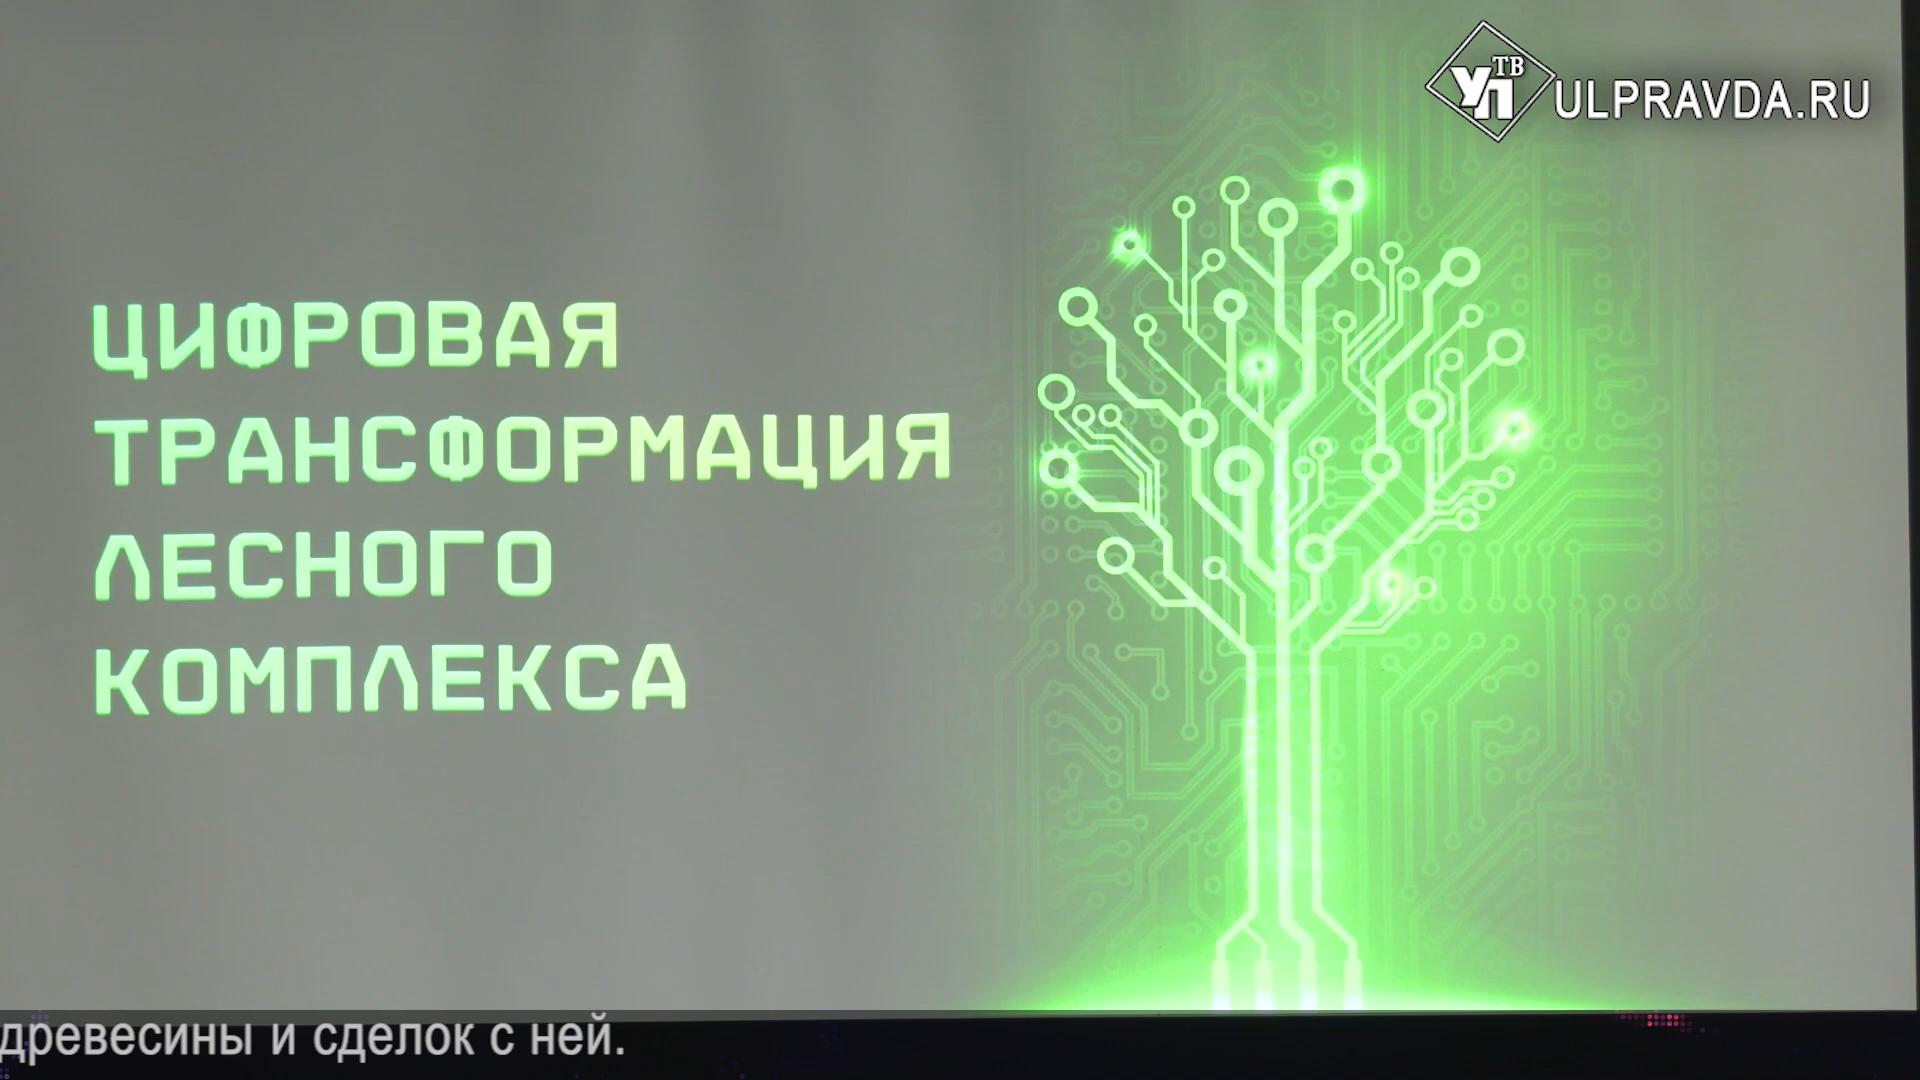 УП ТВ ULPRAVDA.RU
ЦИФРОВАЯ
ТРАНСФОРМАЦИЯ
ЛЕСНОГО
КОМПЛЕКСА
древесины и сделок с ней.